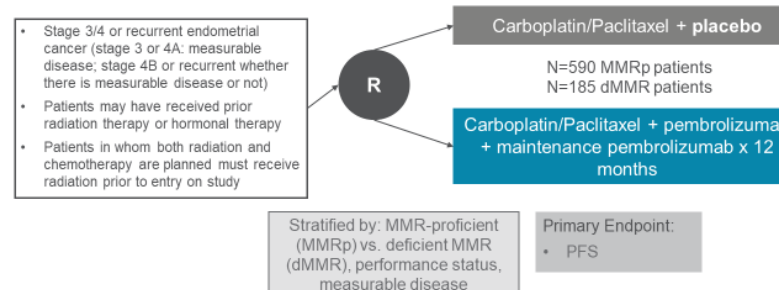 • Stage 3/4 or recurrent endometrial
cancer (stage 3 or 4A: measurable
disease; stage 4B or recurrent whether
there is measurable disease or not)
• Patients may have received prior
radiation therapy or hormonal therapy
• Patients in whom both radiation and
chemotherapy are planned must receive
radiation prior to entry on study
R
Carboplatin/Paclitaxel + placebo
N=590 MMRp patients
N=185 dMMR patients
Carboplatin/Paclitaxel + pembrolizuma
+ maintenance pembrolizumab x 12
months
Stratified by: MMR-proficient
(MMRp) vs. deficient MMR
(dMMR), performance status,
measurable disease
Primary Endpoint:
• PFS